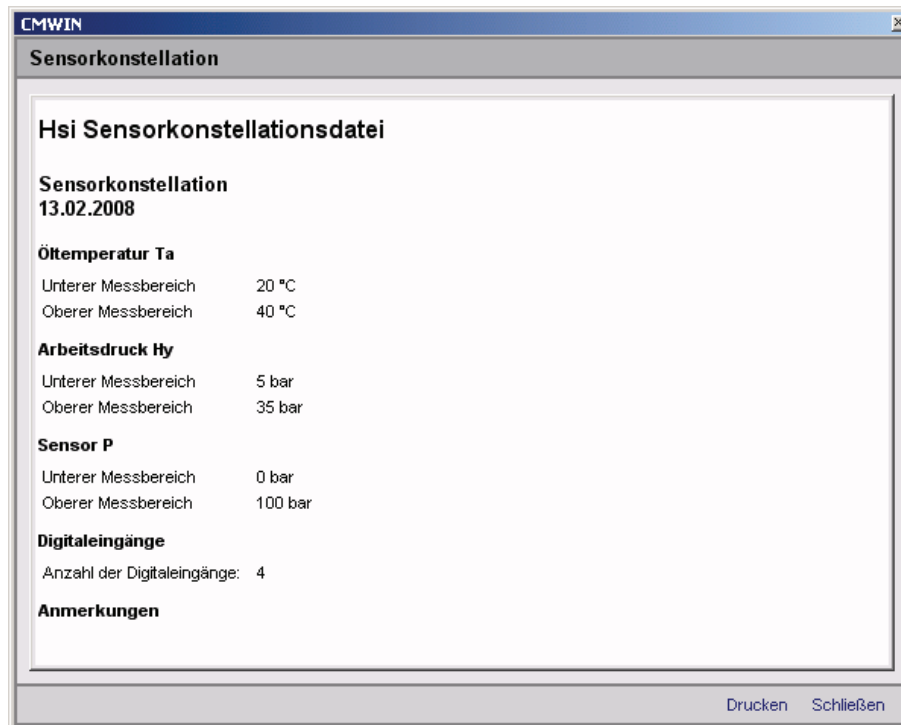 CMWIN
Sensorkonstellation
Hsi Sensorkonstellationsdatei
Sensorkonstellation
13.02.2008
Öltemperatur Ta
Unterer Messbereich 20 °C
Oberer Messbereich 40 °C
Arbeitsdruck Hy
Unterer Messbereich 5 bar
Oberer Messbereich 35 bar
Sensor P
Unterer Messbereich 0 bar
Oberer Messbereich 100 bar
Digitaleingänge
Anzahl der Digitaleingänge: 4
Anmerkungen
Drucken Schließen